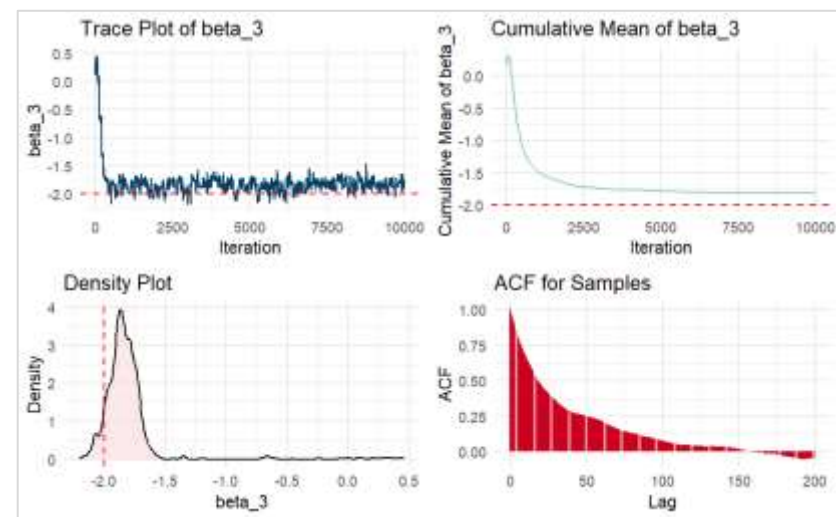 Trace Plot of beta_3
beta_3
0.5
0.0
-0.5
-1.0
-1.5
-2.0
0 2500 5000 7500 10000
Iteration
Cumulative Mean of beta_3
Cumulative Mean of beta_3
0.0
-0.5
-1.0
-1.5
-2.0
0 2500 5000 7500 10000
Iteration
Density Plot
Density
4
3
2
1
0
-2.0 -1.5 -1.0 -0.5 0.0 0.5
beta_3
ACF for Samples
ACF
1.00
0.75
0.50
0.25
0.00
0 50 100 150 200
Lag